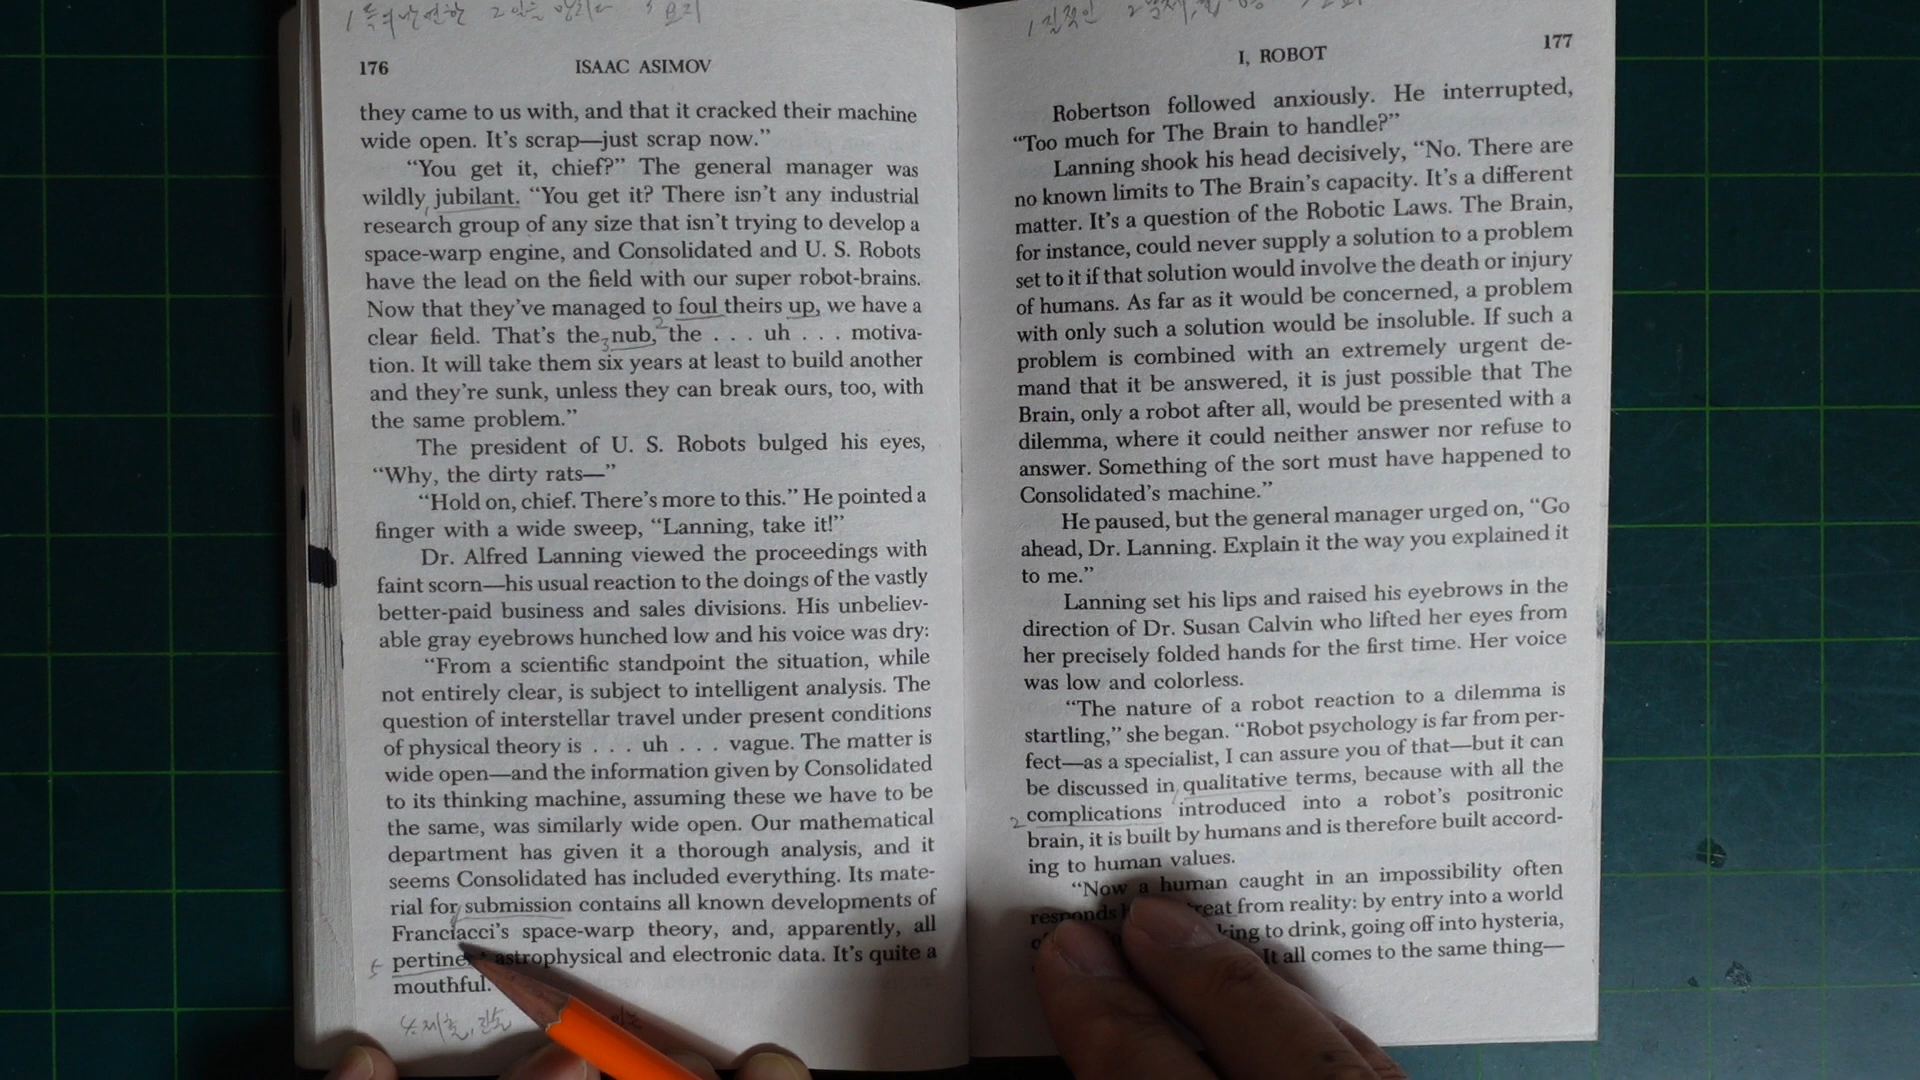 1 득의만면한 2 일을 망치다 3 요지
176
ISAAC ASIMOV
they came to us with, and that it cracked their machine
wide open. It's scrap—just scrap now."
"You get it, chief?" The general manager was
wildly jubilant. "You get it? There isn't any industrial
research group of any size that isn't trying to develop a
space-warp engine, and Consolidated and U. S. Robots
have the lead on the field with our super robot-brains.
Now that they've managed to foul theirs up, we have a
clear field. That's the nub, the . . . uh . . . motiva-
tion. It will take them six years at least to build another
and they're sunk, unless they can break ours, too, with
the same problem."
The president of U. S. Robots bulged his eyes,
"Why, the dirty rats—"
"Hold on, chief. There's more to this." He pointed a
finger with a wide sweep, "Lanning, take it!"
Dr. Alfred Lanning viewed the proceedings with
faint scorn—his usual reaction to the doings of the vastly
better-paid business and sales divisions. His unbeliev-
able gray eyebrows hunched low and his voice was dry:
"From a scientific standpoint the situation, while
not entirely clear, is subject to intelligent analysis. The
question of interstellar travel under present conditions
of physical theory is . . . uh . . . vague. The matter is
wide open—and the information given by Consolidated
to its thinking machine, assuming these we have to be
the same, was similarly wide open. Our mathematical
department has given it a thorough analysis, and it
seems Consolidated has included everything. Its mate-
rial for submission contains all known developments of
Franciacci's space-warp theory, and, apparently, all
astrophysical and electronic data. It's quite a
mouthful.
4. 제출,
1 질적인 2
I, ROBOT
177
Robertson followed anxiously. He interrupted,
"Too much for The Brain to handle?"
Lanning shook his head decisively, "No. There are
no known limits to The Brain's capacity. It's a different
matter. It's a question of the Robotic Laws. The Brain,
for instance, could never supply a solution to a problem
set to it if that solution would involve the death or injury
of humans. As far as it would be concerned, a problem
with only such a solution would be insoluble. If such a
problem is combined with an extremely urgent de-
mand that it be answered, it is just possible that The
Brain, only a robot after all, would be presented with a
dilemma, where it could neither answer nor refuse to
answer. Something of the sort must have happened to
Consolidated's machine."
He paused, but the general manager urged on, "Go
ahead, Dr. Lanning. Explain it the way you explained it
to me."
Lanning set his lips and raised his eyebrows in the
direction of Dr. Susan Calvin who lifted her eyes from
her precisely folded hands for the first time. Her voice
was low and colorless.
"The nature of a robot reaction to a dilemma is
startling," she began. "Robot psychology is far from per-
fect—as a specialist, I can assure you of that—but it can
be discussed in qualitative terms, because with all the
complications introduced into a robot's positronic
brain, it is built by humans and is therefore built accord-
ing to human values.
"Now a human caught in an impossibility often
responds from reality: by entry into a world
to drink, going off into hysteria,
It all comes to the same thing—